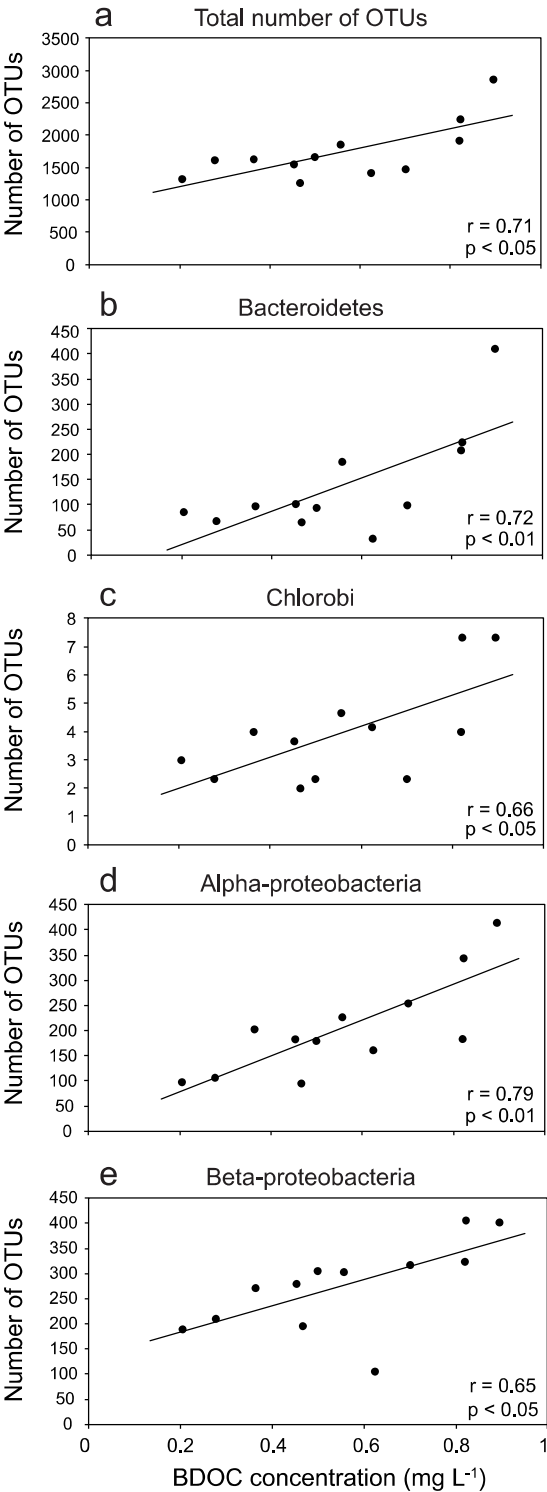 a Total number of OTUs
3500
3000
2500
2000
1500
1000
500
0
Number of OTUs
r = 0.71
p < 0.05
b Bacteroidetes
450
400
350
300
250
200
150
100
50
0
Number of OTUs
r = 0.72
p < 0.01
c Chlorobi
8
7
6
5
4
3
2
1
0
Number of OTUs
r = 0.66
p < 0.05
d Alpha-proteobacteria
450
400
350
300
250
200
150
100
50
0
Number of OTUs
r = 0.79
p < 0.01
e Beta-proteobacteria
450
400
350
300
250
200
150
100
50
0
Number of OTUs
r = 0.65
p < 0.05
0 0.2 0.4 0.6 0.8 1
BDOC concentration (mg L⁻¹)